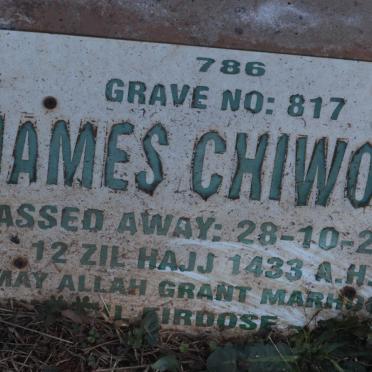 786
GRAVE NO: 817
JAMES CHIWO
PASSED AWAY: 28-10-2
12 ZIL HAJJ 1433 A.H.
MAY ALLAH GRANT MARHO
FIRDOSE